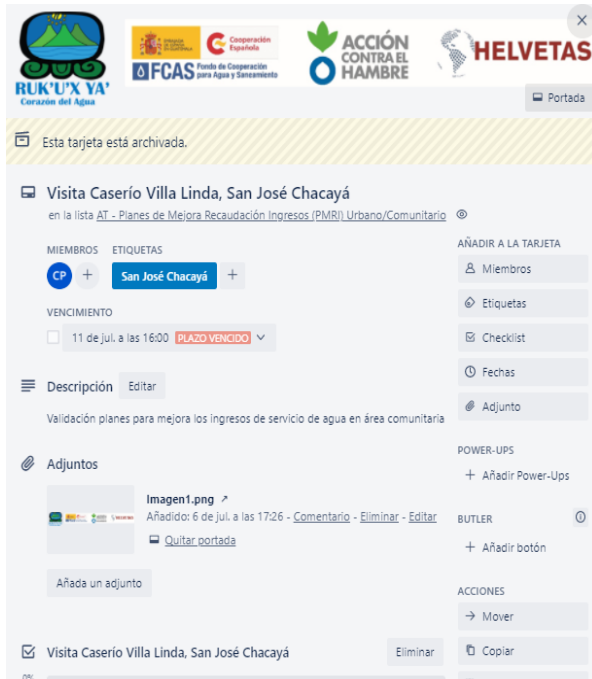 RUK'U'X YA'
Corazón del Agua
Cooperación
Española
FCAS Fondo de Cooperación
para Agua y Saneamiento
ACCIÓN
CONTRA EL
HAMBRE
HELVETAS
Portada
Esta tarjeta está archivada.
Visita Caserío Villa Linda, San José Chacayá
en la lista AT - Planes de Mejora Recaudación Ingresos (PMRI) Urbano/Comunitario
MIEMBROS ETIQUETAS
CP + San José Chacayá +
VENCIMIENTO
11 de jul. a las 16:00 PLAZO VENCIDO
Descripción Editar
Validación planes para mejora los ingresos de servicio de agua en área comunitaria
Adjuntos
Imagen1.png ↗
Añadido: 6 de jul. a las 17:26 - Comentario - Eliminar - Editar
Quitar portada
Añada un adjunto
Visita Caserío Villa Linda, San José Chacayá Eliminar
0%
AÑADIR A LA TARJETA
Miembros
Etiquetas
Checklist
Fechas
Adjunto
POWER-UPS
+ Añadir Power-Ups
BUTLER
+ Añadir botón
ACCIONES
→ Mover
Copiar